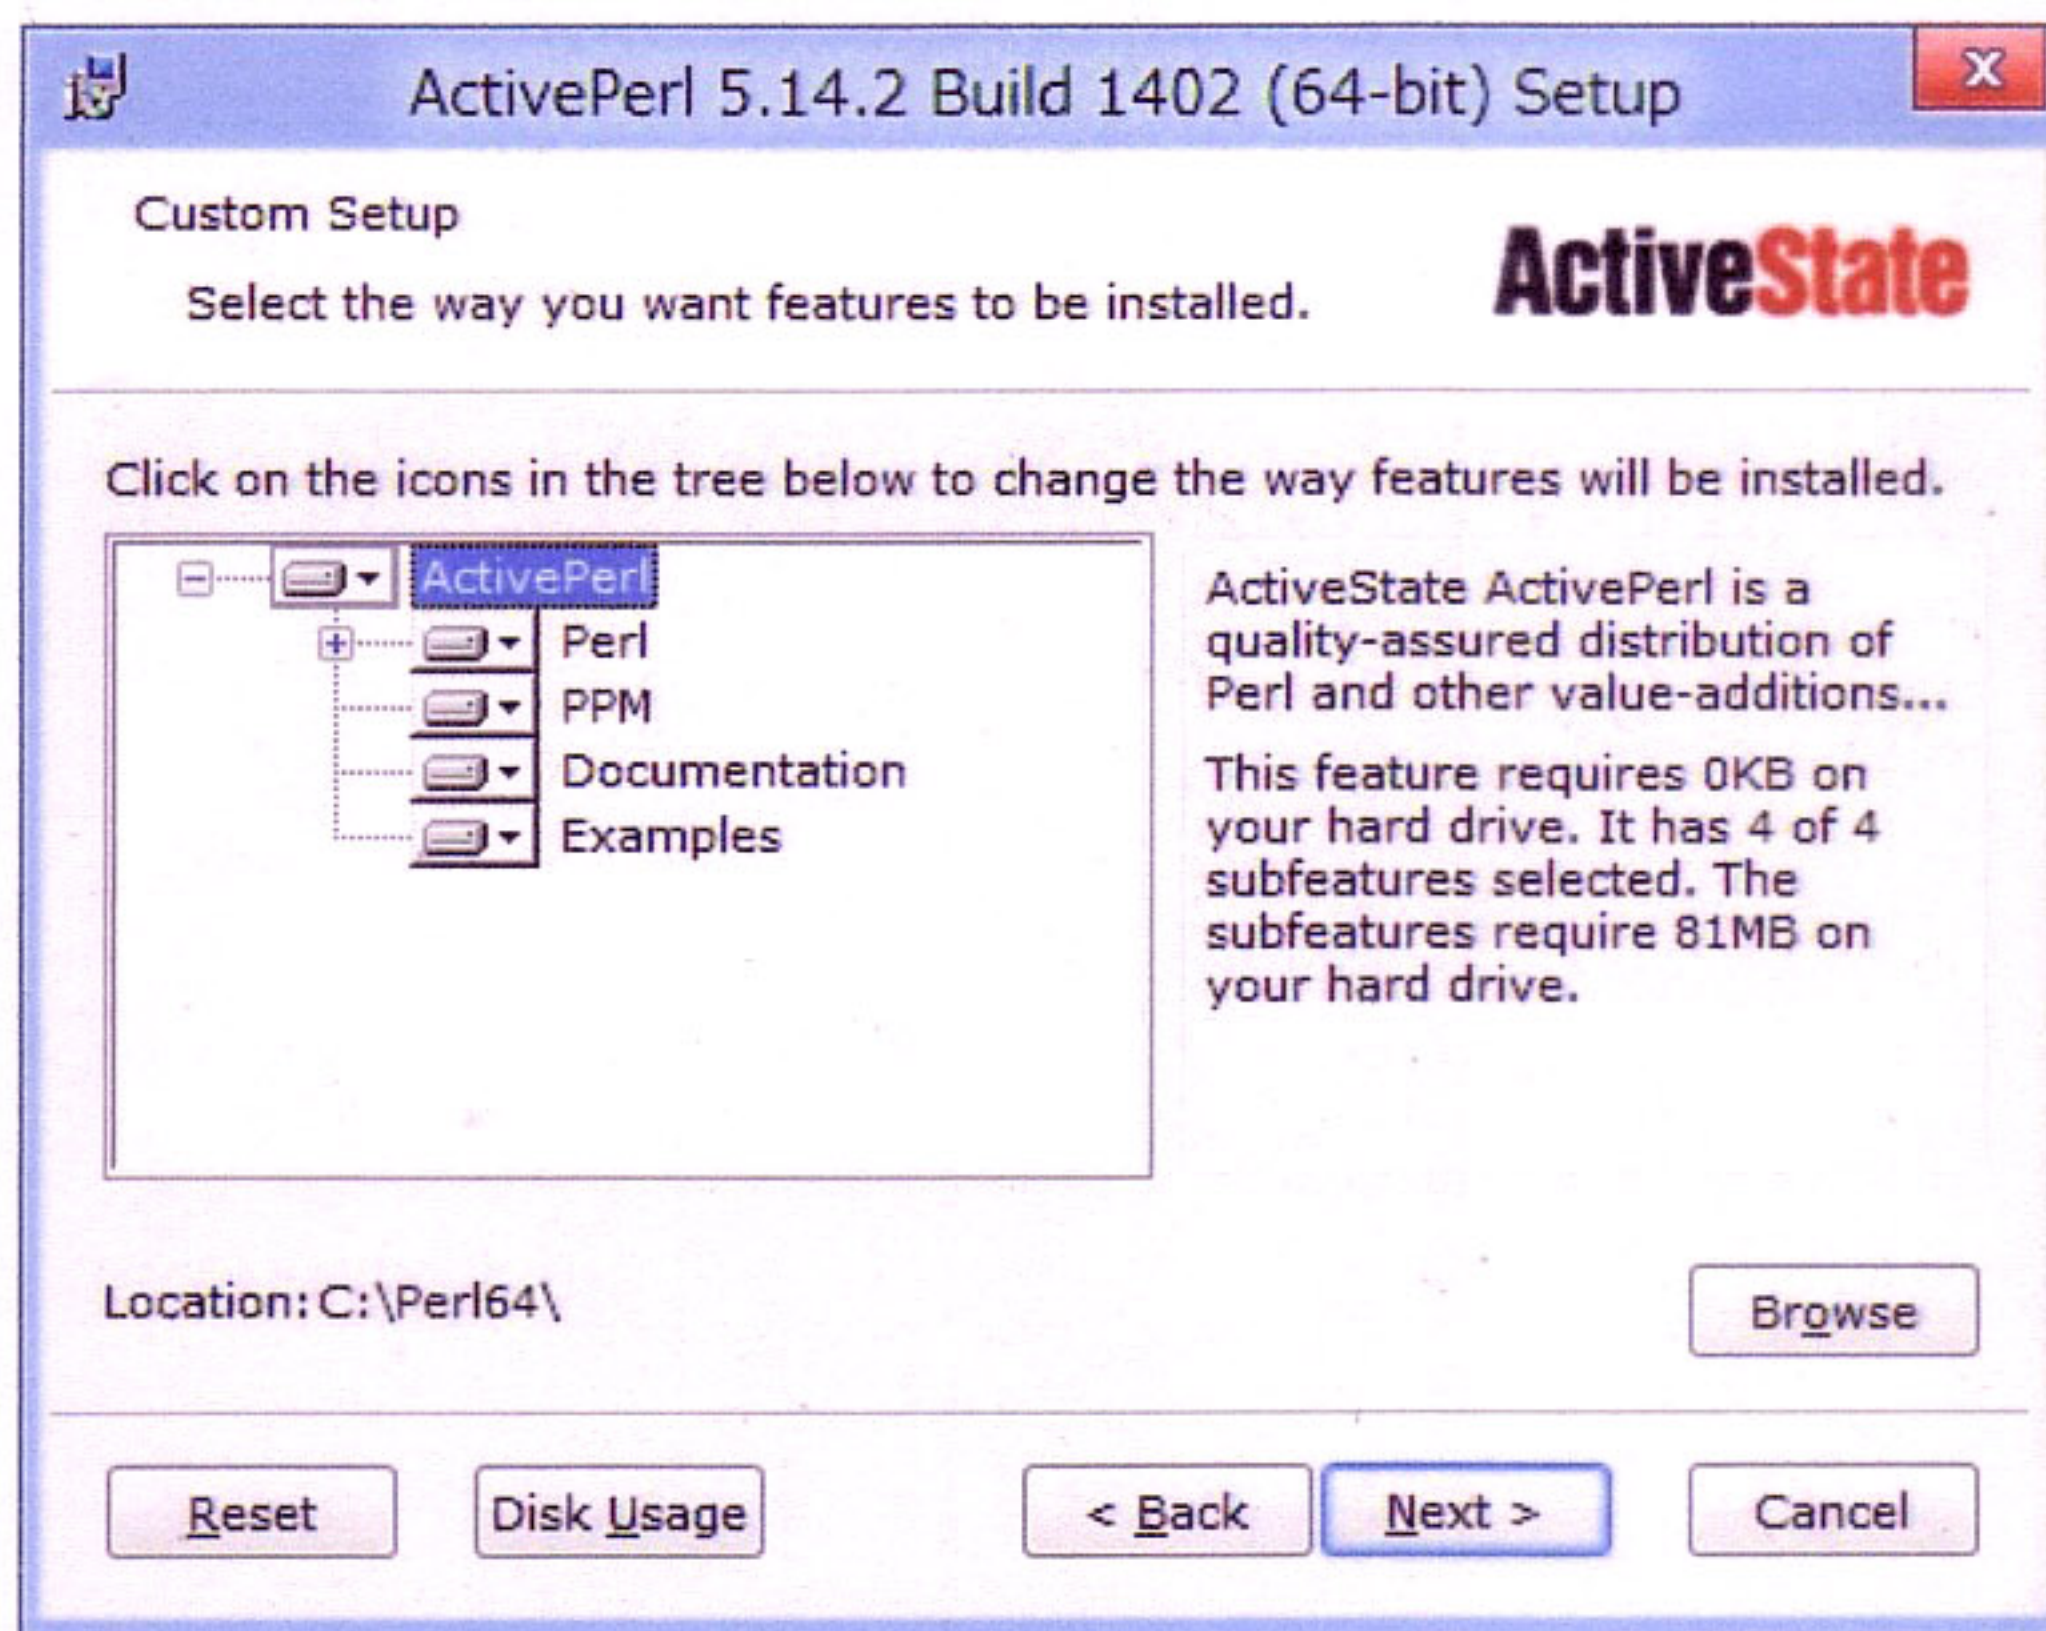 ActivePerl 5.14.2 Build 1402 (64-bit) Setup
x
Custom Setup
Select the way you want features to be installed.
ActiveState
Click on the icons in the tree below to change the way features will be installed.
ActivePerl
Perl
PPM
Documentation
Examples
ActiveState ActivePerl is a
quality-assured distribution of
Perl and other value-additions...
This feature requires 0KB on
your hard drive. It has 4 of 4
subfeatures selected. The
subfeatures require 81MB on
your hard drive.
Location: C:\Perl64\
Browse
Reset
Disk Usage
< Back
Next >
Cancel